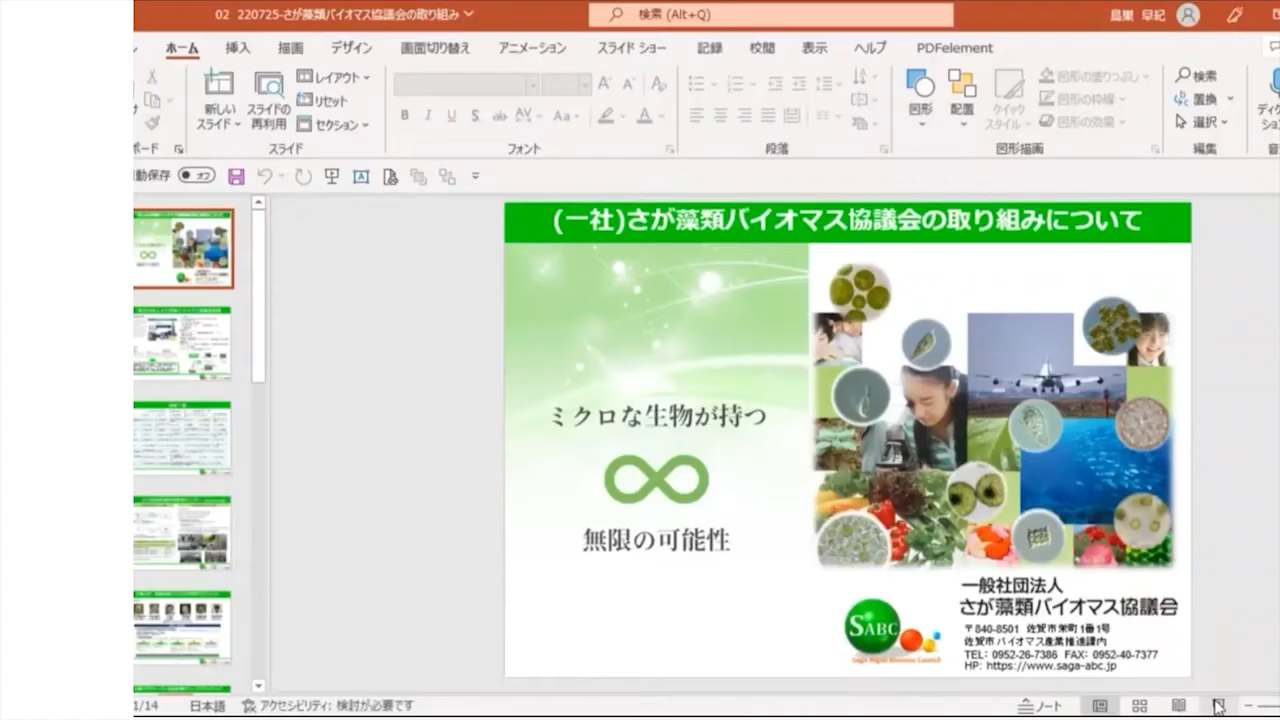 02 220725-さが藻類バイオマス協議会の取り組み
検索 (Alt+Q)
島巣 早紀
ホーム 挿入 描画 デザイン 画面切り替え アニメーション スライド ショー 記録 校閲 表示 ヘルプ PDFelement
新しい
スライド
スライドの
再利用
レイアウト
リセット
セクション
図形
配置
クイック
スタイル
図形の塗りつぶし
図形の枠線
図形の効果
検索
置換
選択
ボード
スライド
フォント
段落
図形描画
編集
動保存 オフ
(一社)さが藻類バイオマス協議会の取り組みについて
ミクロな生物が持つ
∞
無限の可能性
SABC
一般社団法人
さが藻類バイオマス協議会
〒840-8501 佐賀市栄町1番1号
佐賀市バイオマス産業推進課内
TEL: 0952-26-7386 FAX: 0952-40-7377
HP: https://www.saga-abc.jp
1/14 日本語 アクセシビリティ: 検討が必要です
ノート